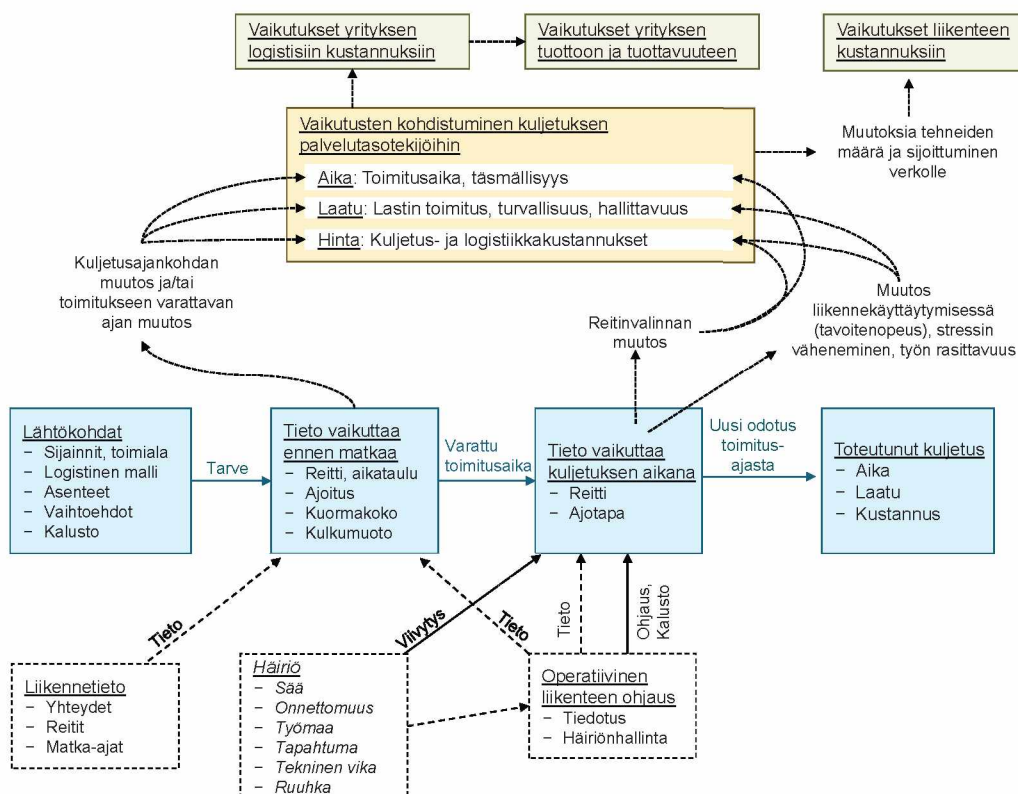 Vaikutukset yrityksen
logistisiin kustannuksiin
Vaikutukset yrityksen
tuottoon ja tuottavuuteen
Vaikutukset liikenteen
kustannuksiin
Vaikutusten kohdistuminen kuljetuksen
palvelutasotekijöihin
Aika: Toimitusaika, täsmällisyys
Laatu: Lastin toimitus, turvallisuus, hallittavuus
Hinta: Kuljetus- ja logistiikkakustannukset
Muutoksia tehneiden
määrä ja sijoittuminen
verkolle
Kuljetusajankohdan
muutos ja/tai
toimitukseen varattavan
ajan muutos
Reitinvalinnan
muutos
Muutos
liikennekäyttäytymisessä
(tavoitenopeus), stressin
väheneminen, työn rasittavuus
Lähtökohdat
− Sijainnit, toimiala
− Logistinen malli
− Asenteet
− Vaihtoehdot
− Kalusto
Tarve
Tieto vaikuttaa
ennen matkaa
− Reitti, aikataulu
− Ajoitus
− Kuormakoko
− Kulkumuoto
Varattu
toimitusaika
Tieto vaikuttaa
kuljetuksen aikana
− Reitti
− Ajotapa
Uusi odotus
toimitus-
ajasta
Toteutunut kuljetus
− Aika
− Laatu
− Kustannus
Tieto
Viivytys
Tieto
Tieto
Ohjaus,
Kalusto
Liikennetieto
− Yhteydet
− Reitit
− Matka-ajat
Häiriö
− Sää
− Onnettomuus
− Työmaa
− Tapahtuma
− Tekninen vika
− Ruuhka
Operatiivinen
liikenteen ohjaus
− Tiedotus
− Häiriönhallinta